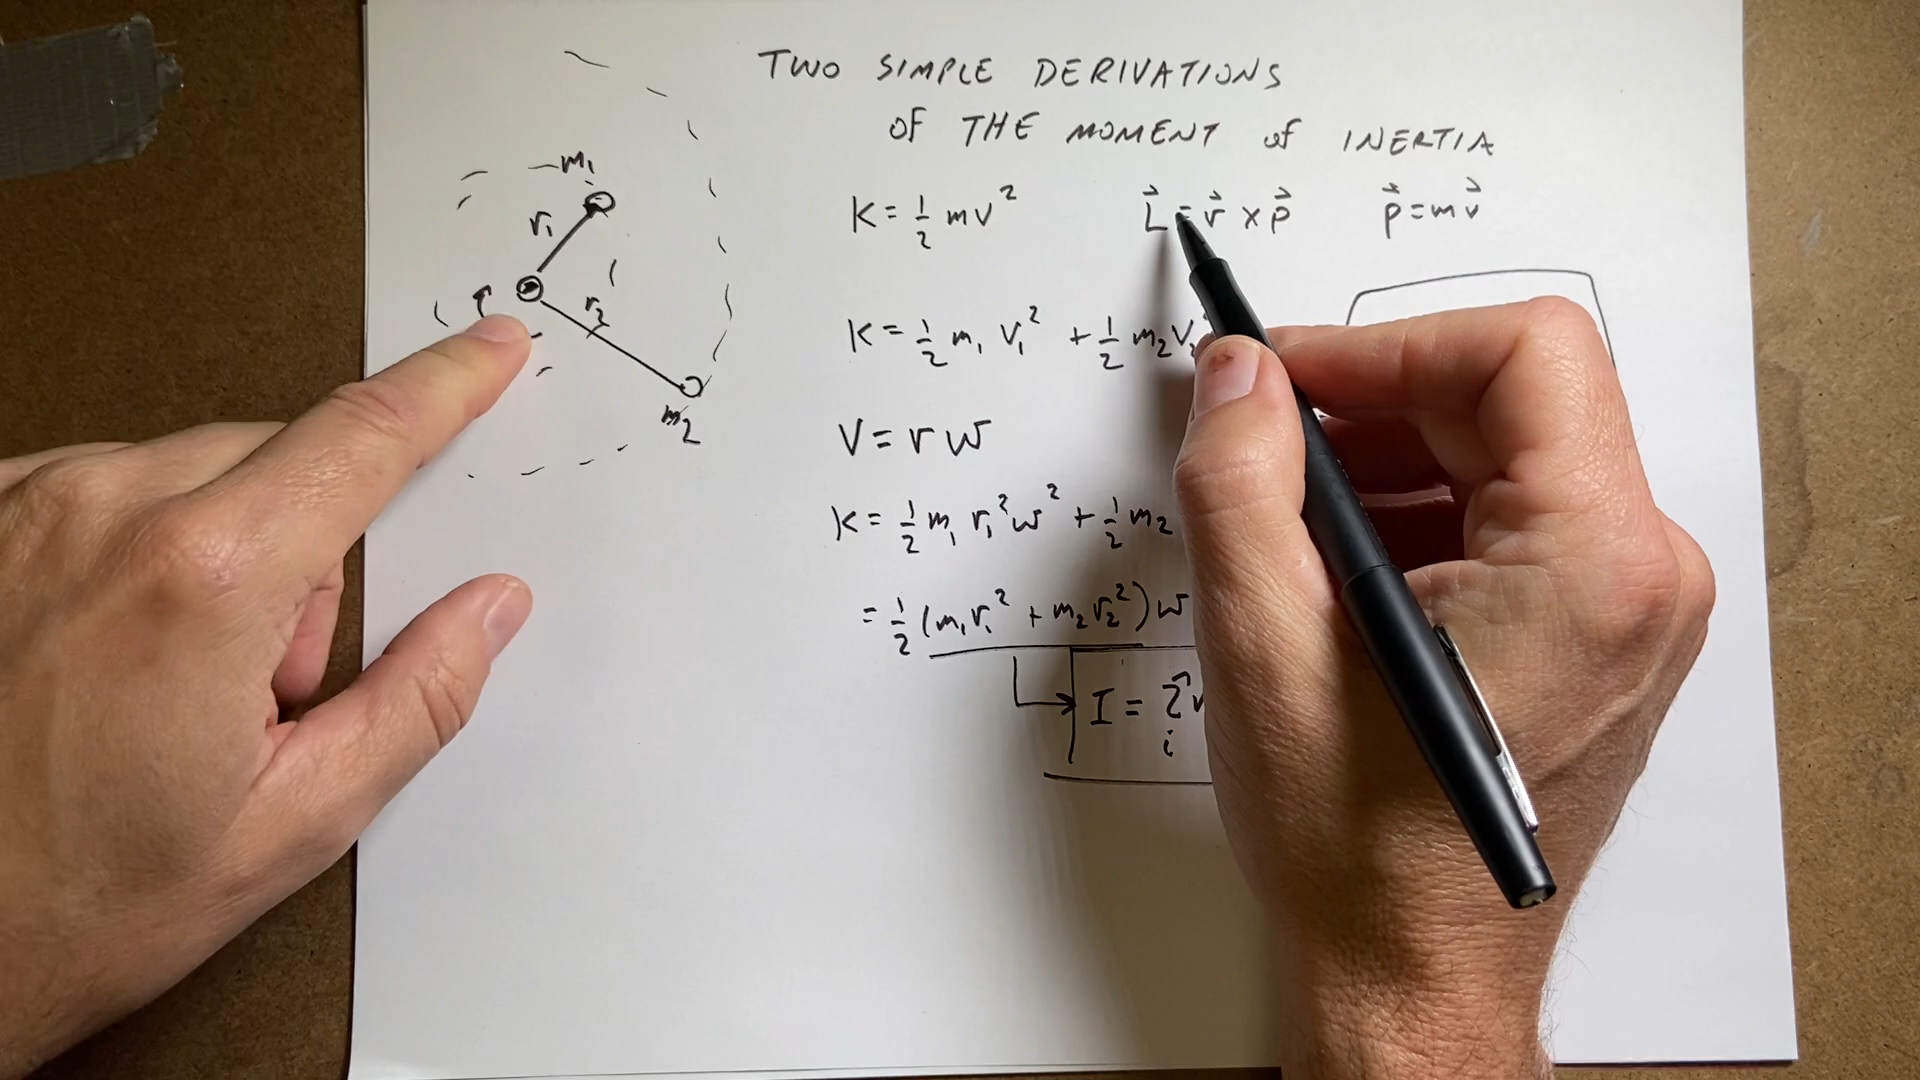 TWO SIMPLE DERIVATIONS
OF THE MOMENT OF INERTIA
m₁
r₁
r₂
m₂
K = 1/2 mv²
L⃗ = r⃗ × p⃗
p⃗ = mv⃗
K = 1/2 m₁ v₁² + 1/2 m₂ v₂
v = r ω
K = 1/2 m₁ r₁² ω² + 1/2 m₂
= 1/2 (m₁r₁² + m₂r₂²) ω
I = Σ
i